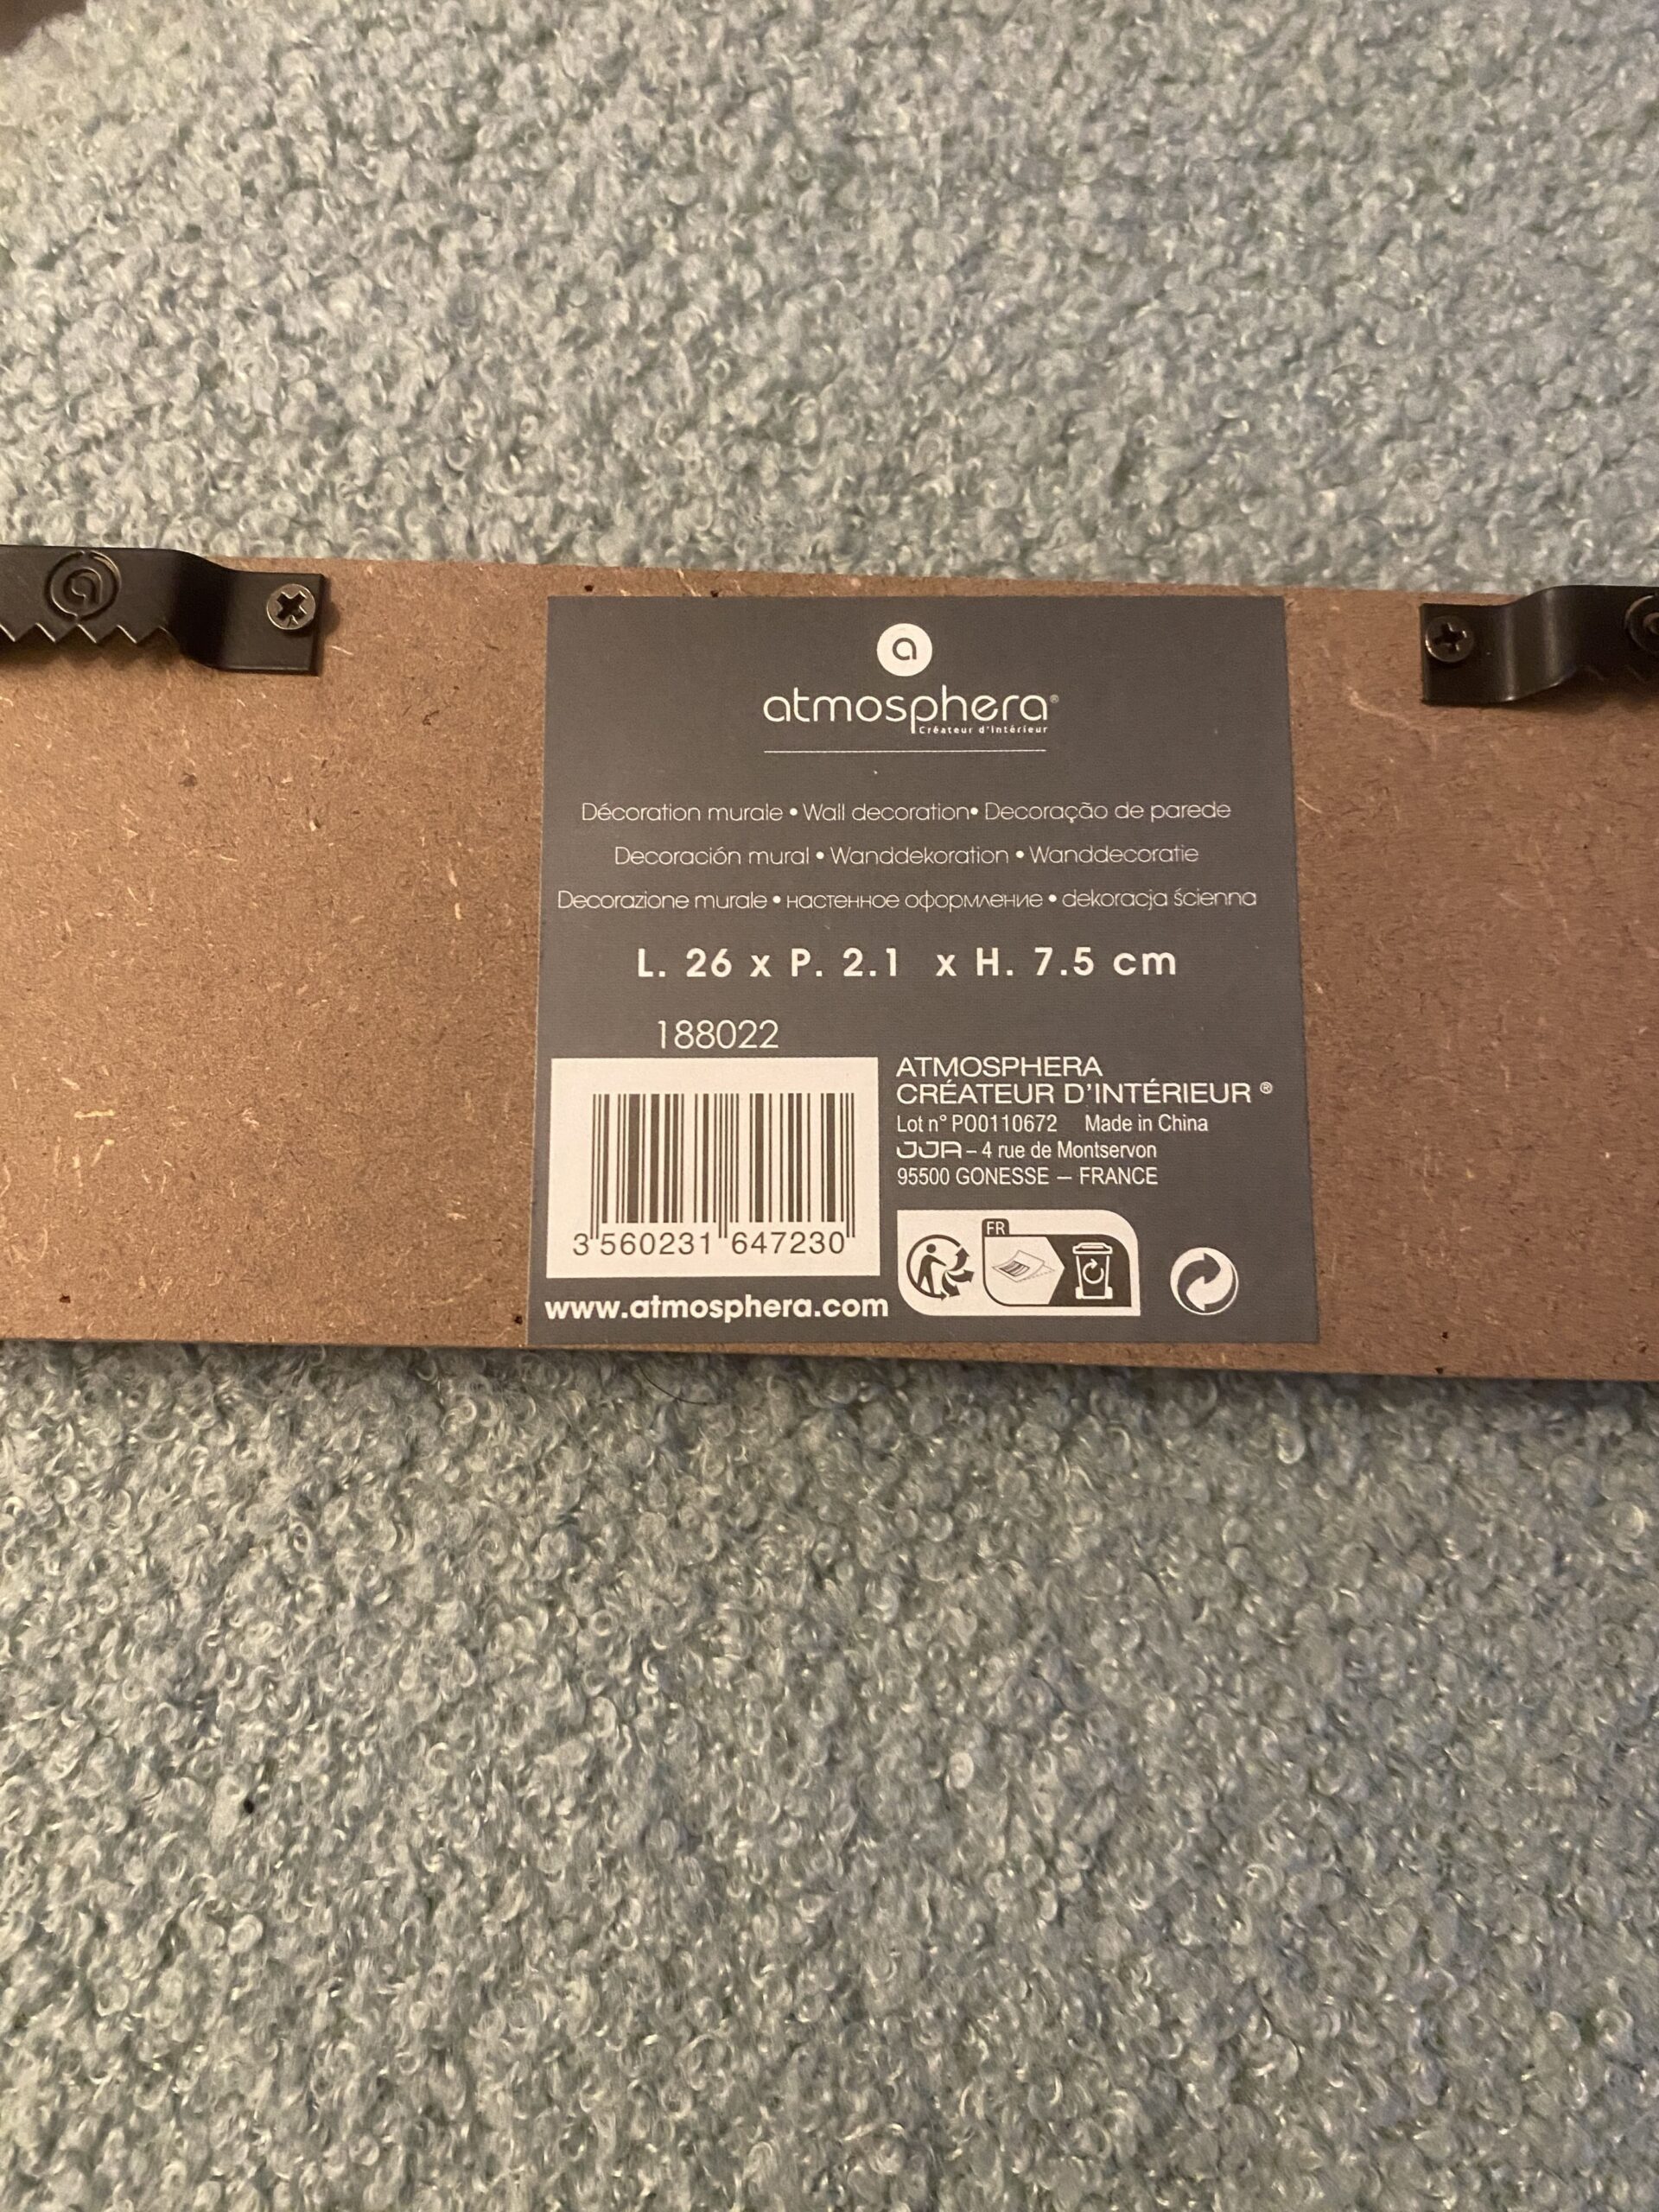 a
a
atmosphera®
Créateur d'intérieur
Décoration murale • Wall decoration • Decoração de parede
Decoración mural • Wanddekoration • Wanddecoratie
Decorazione murale • настенное оформление • dekoracja ścienna
L. 26 x P. 2.1 x H. 7.5 cm
188022
3 560231 647230
www.atmosphera.com
ATMOSPHERA
CRÉATEUR D'INTÉRIEUR ®
Lot n° PO0110672 Made in China
JJA – 4 rue de Montservon
95500 GONESSE – FRANCE
FR